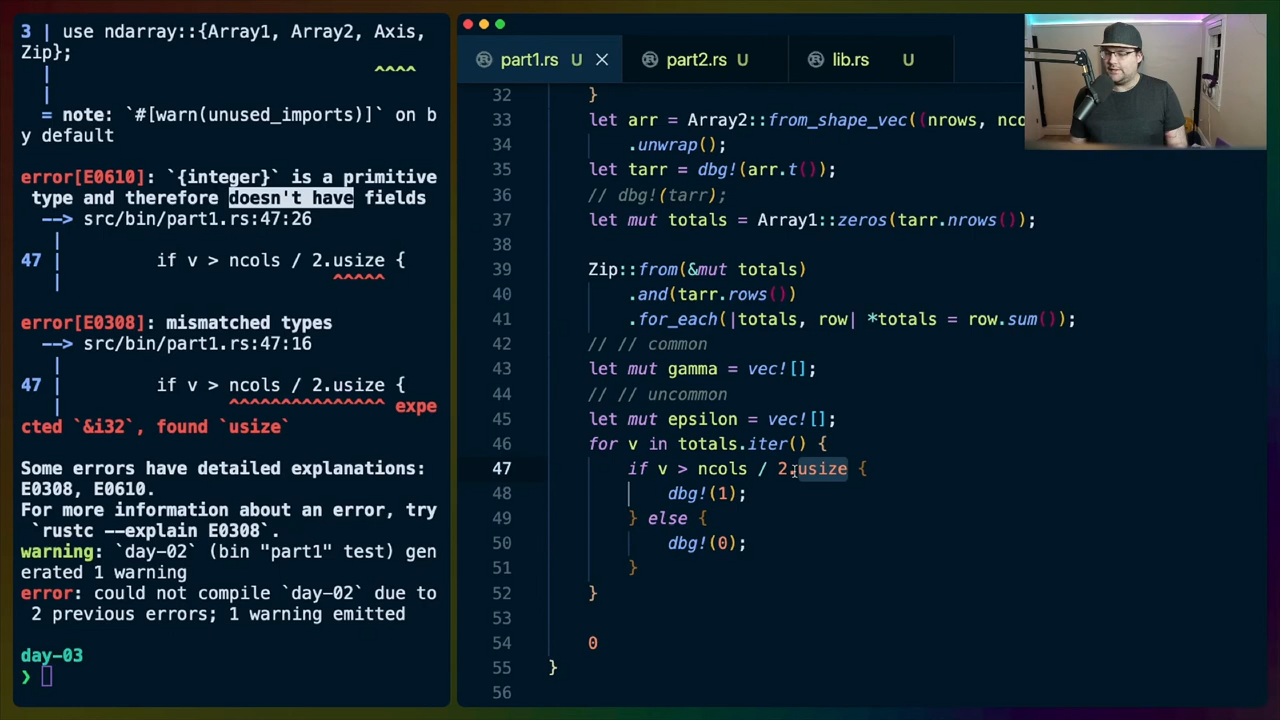 3 | use ndarray::{Array1, Array2, Axis,
Zip};
  |                               ^^^^
  |
  = note: `#[warn(unused_imports)]` on b
y default
error[E0610]: `{integer}` is a primitive
 type and therefore doesn't have fields
  --> src/bin/part1.rs:47:26
   |
47 |         if v > ncols / 2.usize {
   |                          ^^^^^
error[E0308]: mismatched types
  --> src/bin/part1.rs:47:16
   |
47 |         if v > ncols / 2.usize {
   |                ^^^^^^^^^^^^^^^ expe
cted `&i32`, found `usize`
Some errors have detailed explanations:
E0308, E0610.
For more information about an error, try
 `rustc --explain E0308`.
warning: `day-02` (bin "part1" test) gen
erated 1 warning
error: could not compile `day-02` due to
 2 previous errors; 1 warning emitted
day-03
❯
part1.rs U × part2.rs U lib.rs U
32     }
33     let arr = Array2::from_shape_vec((nrows, nco
34         .unwrap();
35     let tarr = dbg!(arr.t());
36     // dbg!(tarr);
37     let mut totals = Array1::zeros(tarr.nrows());
38
39     Zip::from(&mut totals)
40         .and(tarr.rows())
41         .for_each(|totals, row| *totals = row.sum());
42     // // common
43     let mut gamma = vec![];
44     // // uncommon
45     let mut epsilon = vec![];
46     for v in totals.iter() {
47         if v > ncols / 2.usize {
48             dbg!(1);
49         } else {
50             dbg!(0);
51         }
52     }
53
54     0
55 }
56